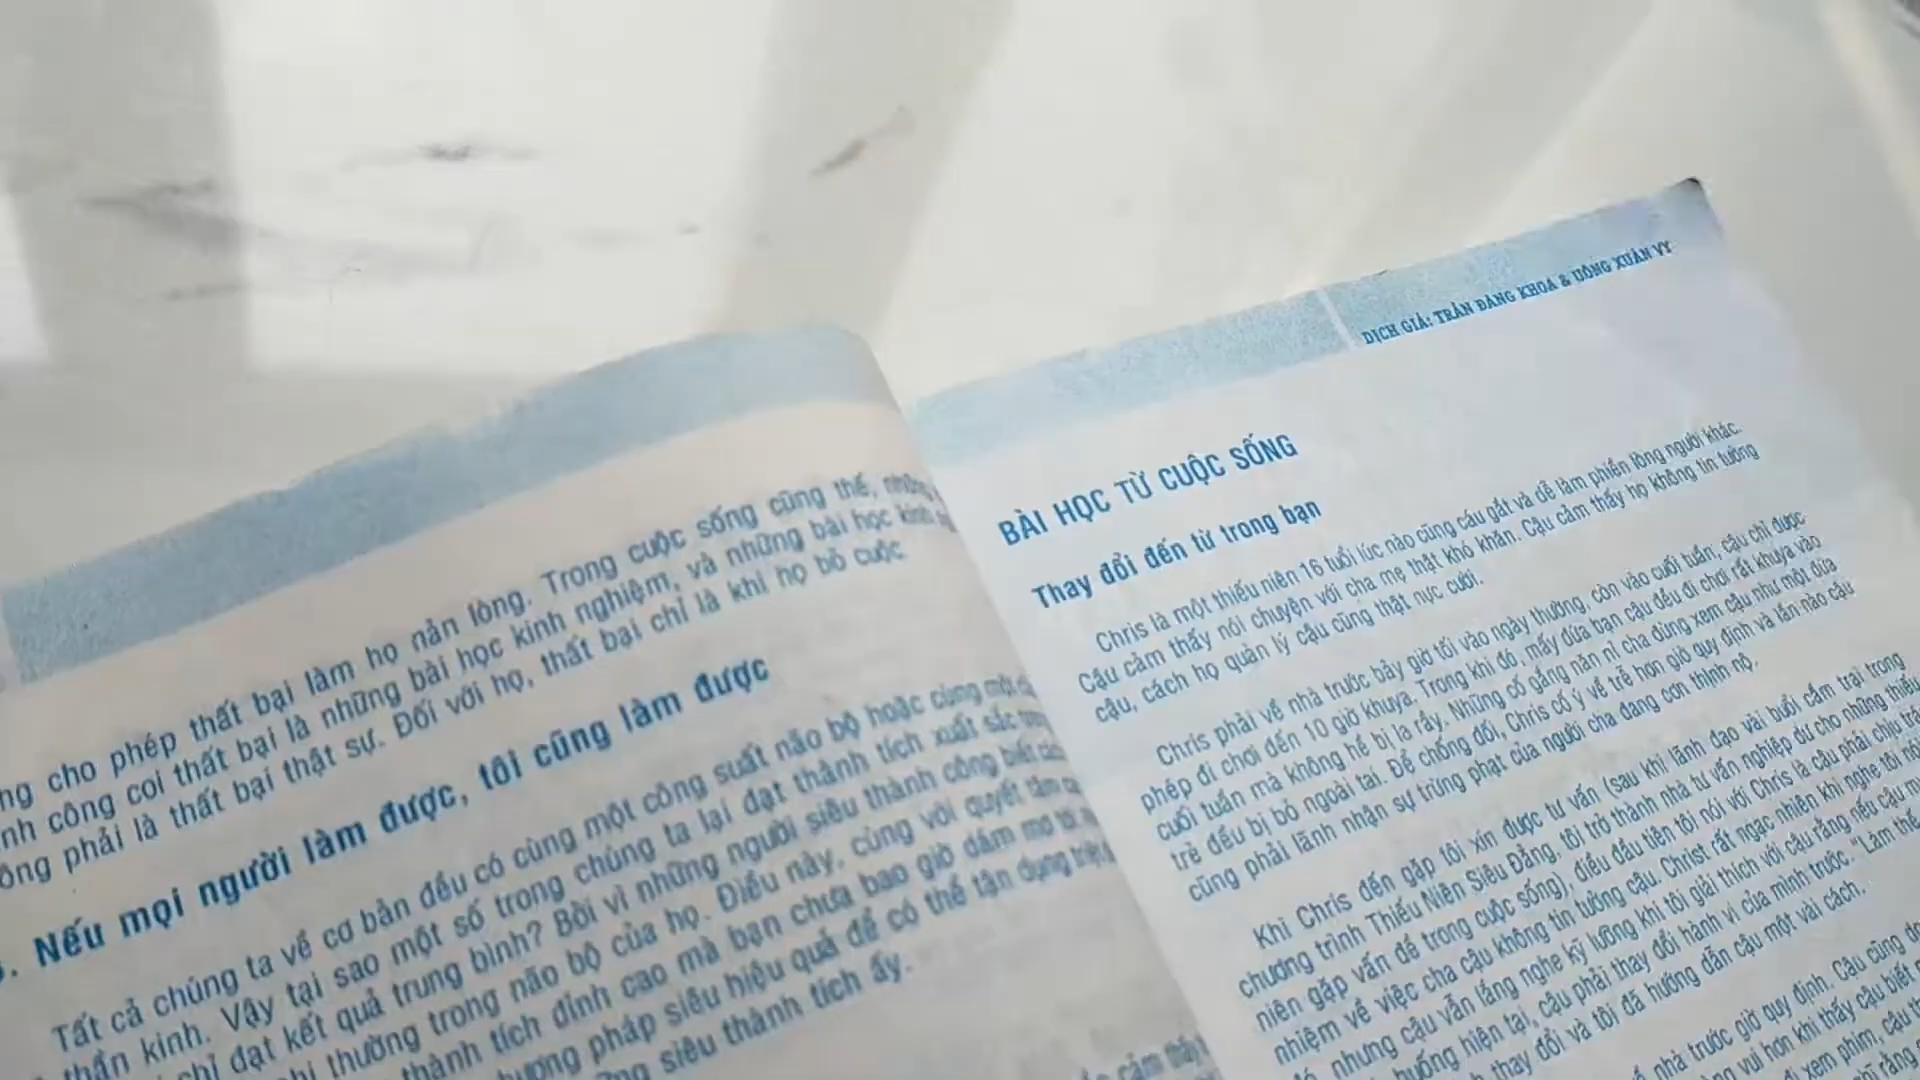 ng cho phép thất bại làm họ nản lòng. Trong cuộc sống cũng thế, những
nh công coi thất bại là những bài học kinh nghiệm, và những bài học kinh
ông phải là thất bại thật sự. Đối với họ, thất bại chỉ là khi họ bỏ cuộc
. Nếu mọi người làm được, tôi cũng làm được
Tất cả chúng ta về cơ bản đều có cùng một công suất não bộ hoặc cùng một
thần kinh. Vậy tại sao một số trong chúng ta lại đạt thành tích xuất sắc
chỉ đạt kết quả trung bình? Bởi vì những người siêu thành công biết
thường trong não bộ của họ. Điều này, cùng với quyết tâm
thành tích đỉnh cao mà bạn chưa bao giờ dám mơ
pháp siêu hiệu quả để có thể tận dụng
siêu thành tích ấy.
DỊCH GIẢ: TRẦN ĐĂNG KHOA & UÔNG XUÂN VY
BÀI HỌC TỪ CUỘC SỐNG
Thay đổi đến từ trong bạn
Chris là một thiếu niên 16 tuổi lúc nào cũng cáu gắt và dễ làm phiền lòng người khác.
Cậu cảm thấy nói chuyện với cha mẹ thật khó khăn. Cậu cảm thấy họ không tin tưởng
cậu, cách họ quản lý cậu cũng thật nực cười.
Chris phải về nhà trước bảy giờ tối vào ngày thường, còn vào cuối tuần, cậu chỉ được
phép đi chơi đến 10 giờ khuya. Trong khi đó, mấy đứa bạn cậu đều đi chơi rất khuya vào
cuối tuần mà không hề bị la rầy. Những cố gắng năn nỉ cha đừng xem cậu như một đứa
trẻ đều bị bỏ ngoài tai. Để chống đối, Chris cố ý về trễ hơn giờ quy định và lần nào cậu
cũng phải lãnh nhận sự trừng phạt của người cha đang cơn thịnh nộ.
Khi Chris đến gặp tôi xin được tư vấn (sau khi lãnh đạo vài buổi cắm trại trong
chương trình Thiếu Niên Siêu Đẳng, tôi trở thành nhà tư vấn nghiệp dư cho những thiếu
niên gặp vấn đề trong cuộc sống), điều đầu tiên tôi nói với Chris là cậu phải chịu
nhiệm về việc cha cậu không tin tưởng cậu. Christ rất ngạc nhiên khi nghe tôi
nhưng cậu vẫn lắng nghe kỹ lưỡng khi tôi giải thích với cậu rằng nếu cậu
huống hiện tại, cậu phải thay đổi hành vi của mình trước. "Làm thế
thay đổi và tôi đã hướng dẫn cậu một vài cách.
nhà trước giờ quy định. Cậu cũng
vui hơn khi thấy cậu biết
đi xem phim, cậu